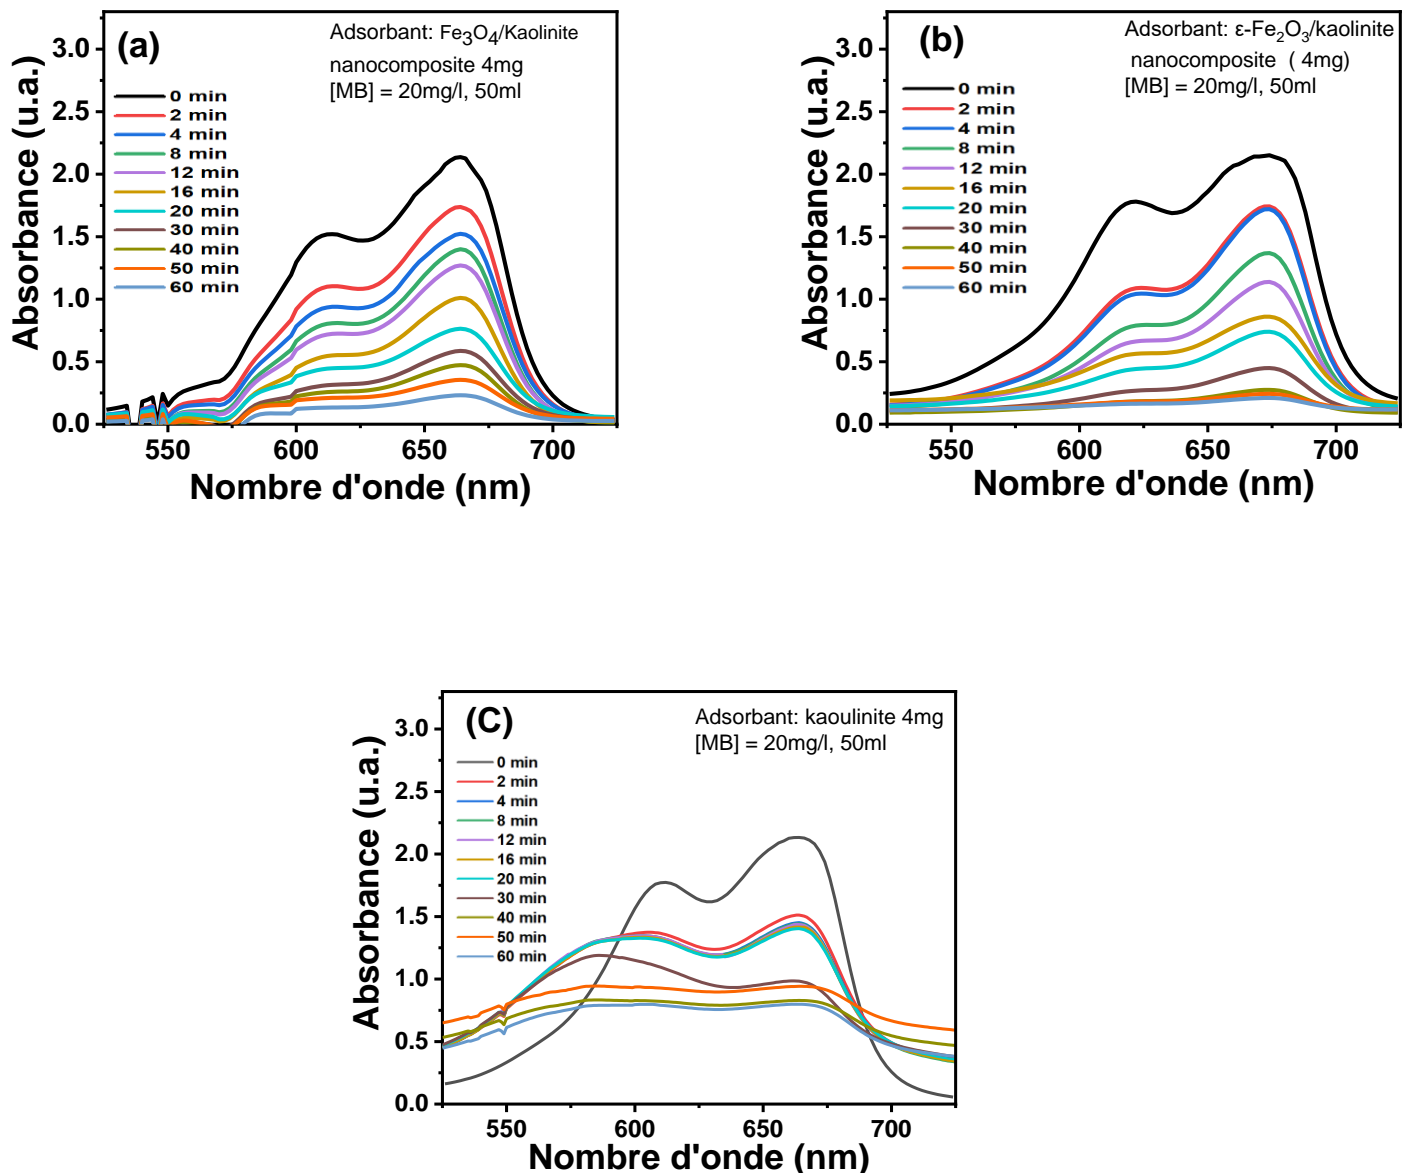 (a)
Adsorbant: Fe3O4/Kaolinite
nanocomposite 4mg
[MB] = 20mg/l, 50ml
0 min
2 min
4 min
8 min
12 min
16 min
20 min
30 min
40 min
50 min
60 min
Absorbance (u.a.)
3.0
2.5
2.0
1.5
1.0
0.5
0.0
550 600 650 700
Nombre d'onde (nm)
(b)
Adsorbant: ε-Fe2O3/kaolinite
nanocomposite ( 4mg)
[MB] = 20mg/l, 50ml
0 min
2 min
4 min
8 min
12 min
16 min
20 min
30 min
40 min
50 min
60 min
Absorbance (u.a.)
3.0
2.5
2.0
1.5
1.0
0.5
0.0
550 600 650 700
Nombre d'onde (nm)
(C)
Adsorbant: kaoulinite 4mg
[MB] = 20mg/l, 50ml
0 min
2 min
4 min
8 min
12 min
16 min
20 min
30 min
40 min
50 min
60 min
Absorbance (u.a.)
3.0
2.5
2.0
1.5
1.0
0.5
0.0
550 600 650 700
Nombre d'onde (nm)